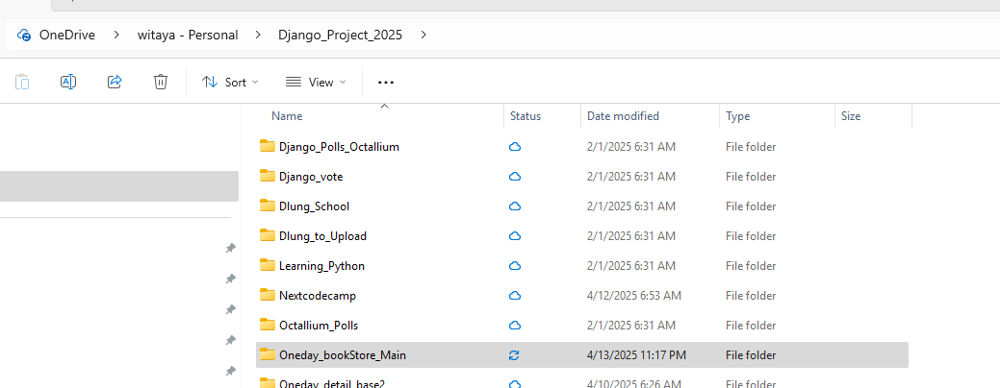 OneDrive > witaya - Personal > Django_Project_2025 >
Sort View ...
Name Status Date modified Type Size
Django_Polls_Octallium 2/1/2025 6:31 AM File folder
Django_vote 2/1/2025 6:31 AM File folder
Dlung_School 2/1/2025 6:31 AM File folder
Dlung_to_Upload 2/1/2025 6:31 AM File folder
Learning_Python 2/1/2025 6:31 AM File folder
Nextcodecamp 4/12/2025 6:53 AM File folder
Octallium_Polls 2/1/2025 6:31 AM File folder
Oneday_bookStore_Main 4/13/2025 11:17 PM File folder
Oneday_detail_base2 4/10/2025 6:26 AM File folder